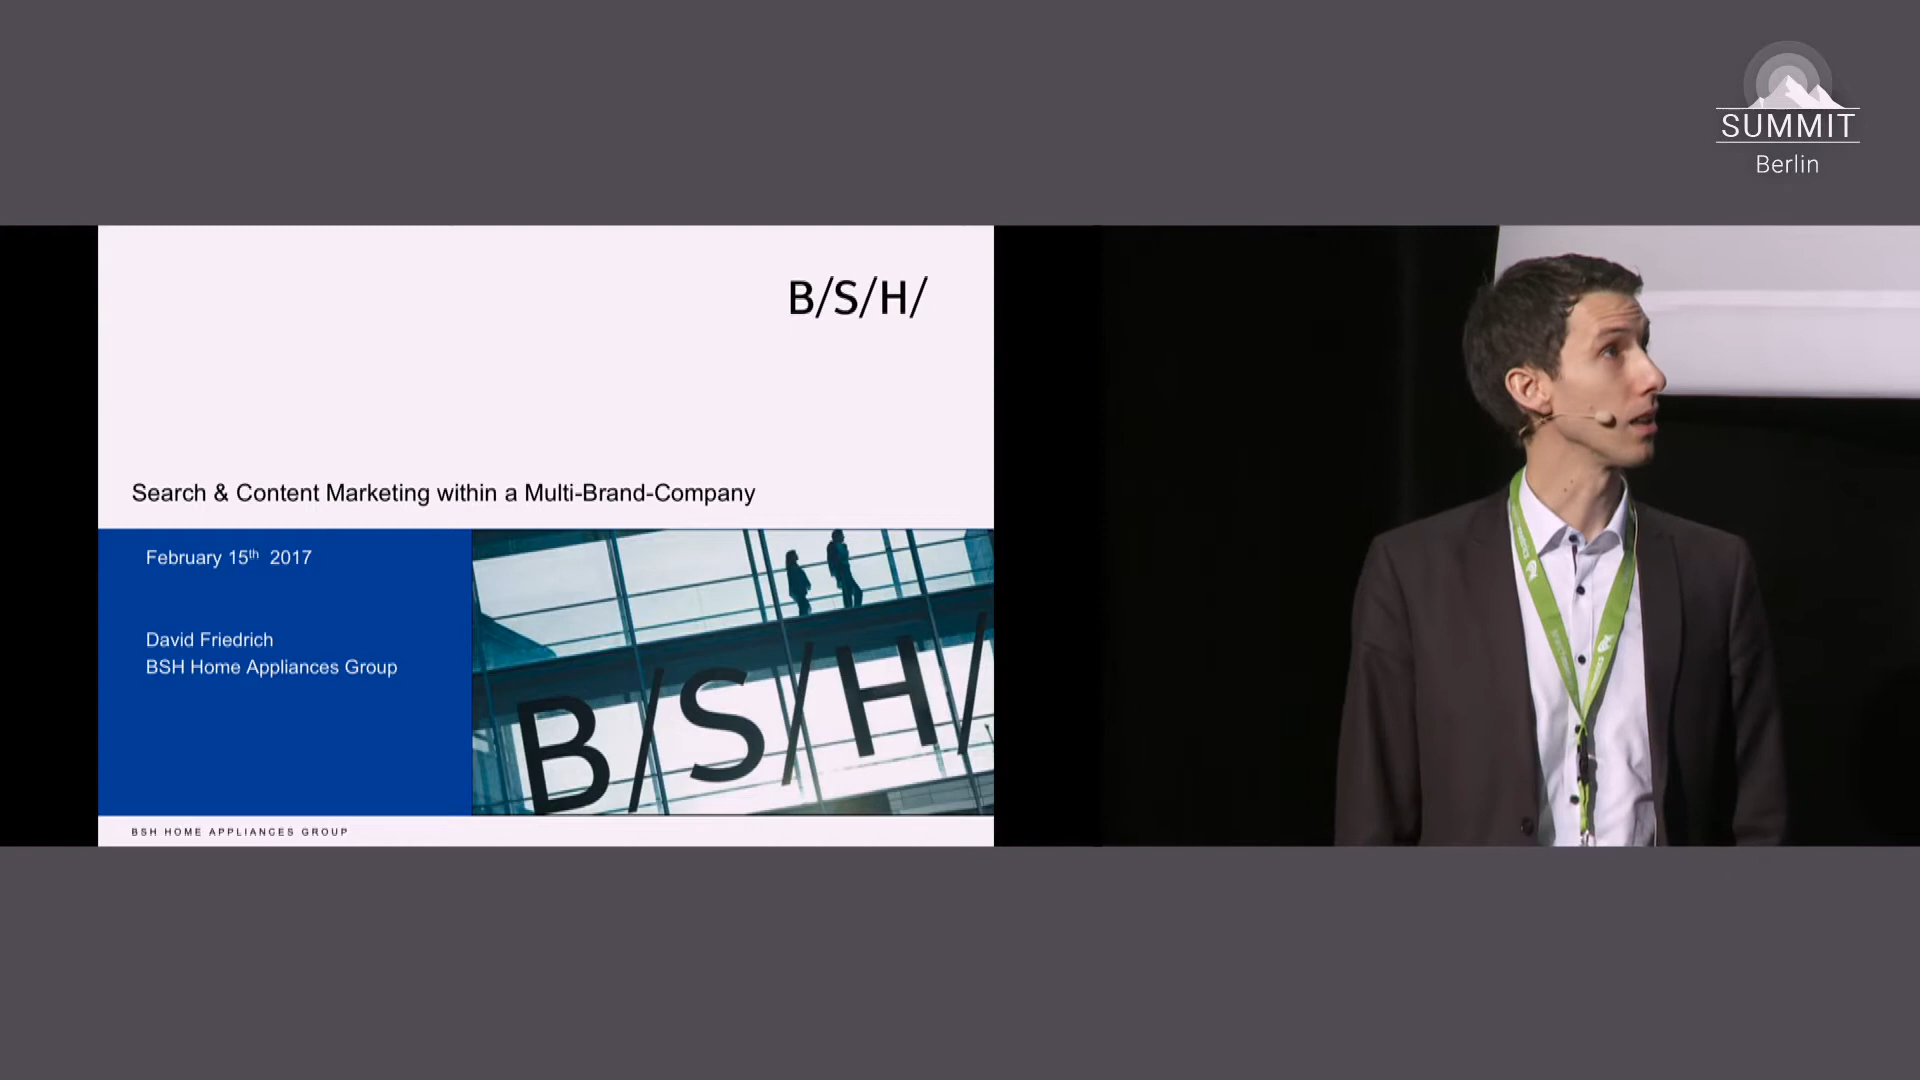 SUMMIT
Berlin
B/S/H/
Search & Content Marketing within a Multi-Brand-Company
February 15th 2017
David Friedrich
BSH Home Appliances Group
B/S/H/
BSH HOME APPLIANCES GROUP